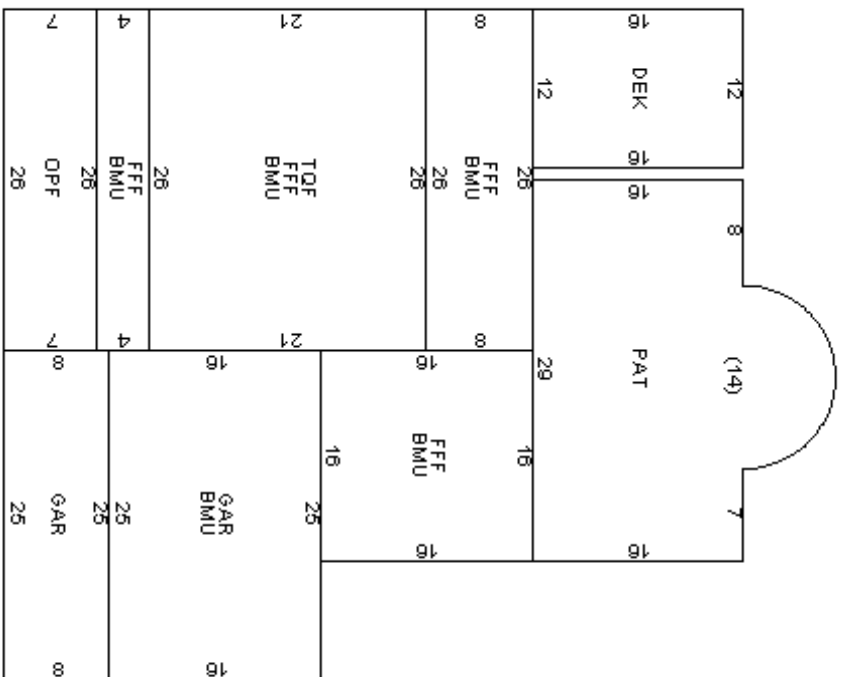 7
4
21
8
16
12
DEK
12
16
26
OPF
26
FFF
BMU
26
TQF
FFF
BMU
26
26
FFF
BMU
26
16
8
7
4
21
8
8
16
16
29
PAT
(14)
16
FFF
BMU
16
25
GAR
25
25
GAR
BMU
25
7
16
16
8
16